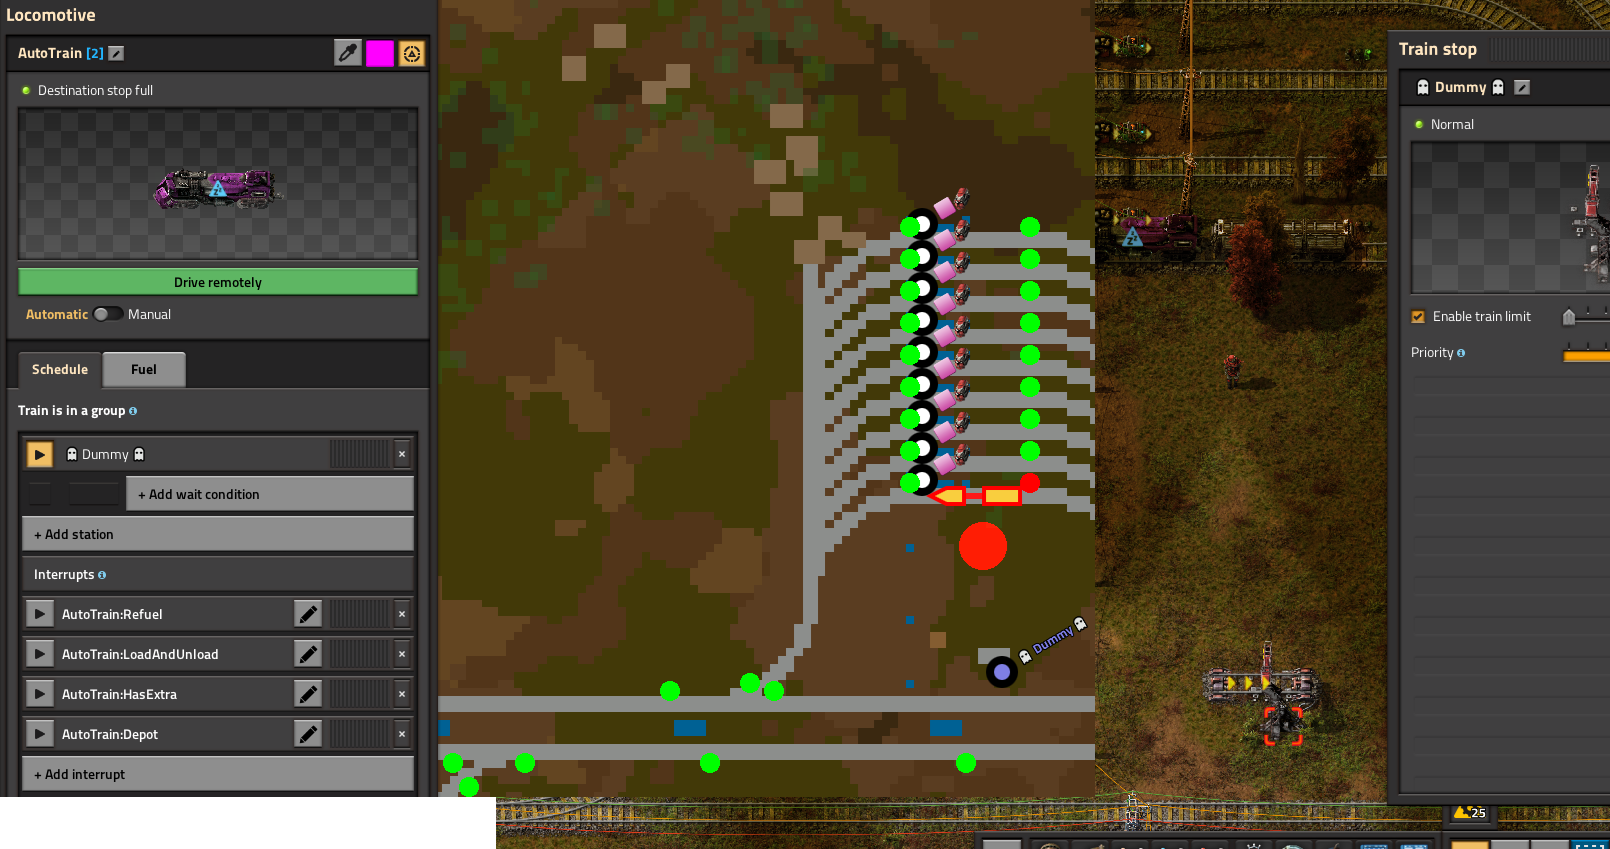 Locomotive
AutoTrain [2]
Destination stop full
Drive remotely
Automatic Manual
Schedule Fuel
Train is in a group
Dummy
+ Add wait condition
+ Add station
Interrupts
AutoTrain:Refuel
AutoTrain:LoadAndUnload
AutoTrain:HasExtra
AutoTrain:Depot
+ Add interrupt
Dummy
Train stop
Dummy
Normal
Enable train limit
Priority
25